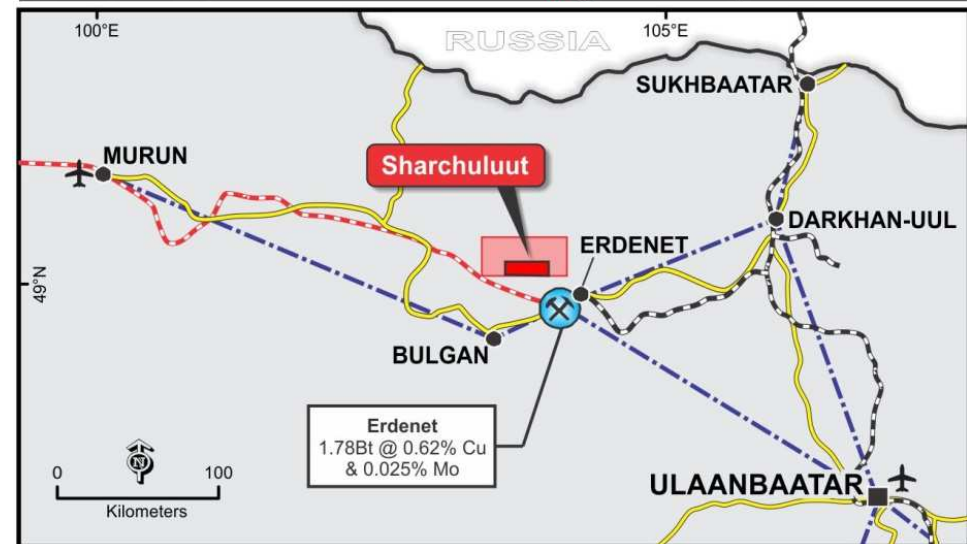 100°E
105°E
RUSSIA
SUKHBAATAR
MURUN
Sharchuluut
DARKHAN-UUL
ERDENET
49°N
BULGAN
Erdenet
1.78Bt @ 0.62% Cu
& 0.025% Mo
N
0 100
Kilometers
ULAANBAATAR